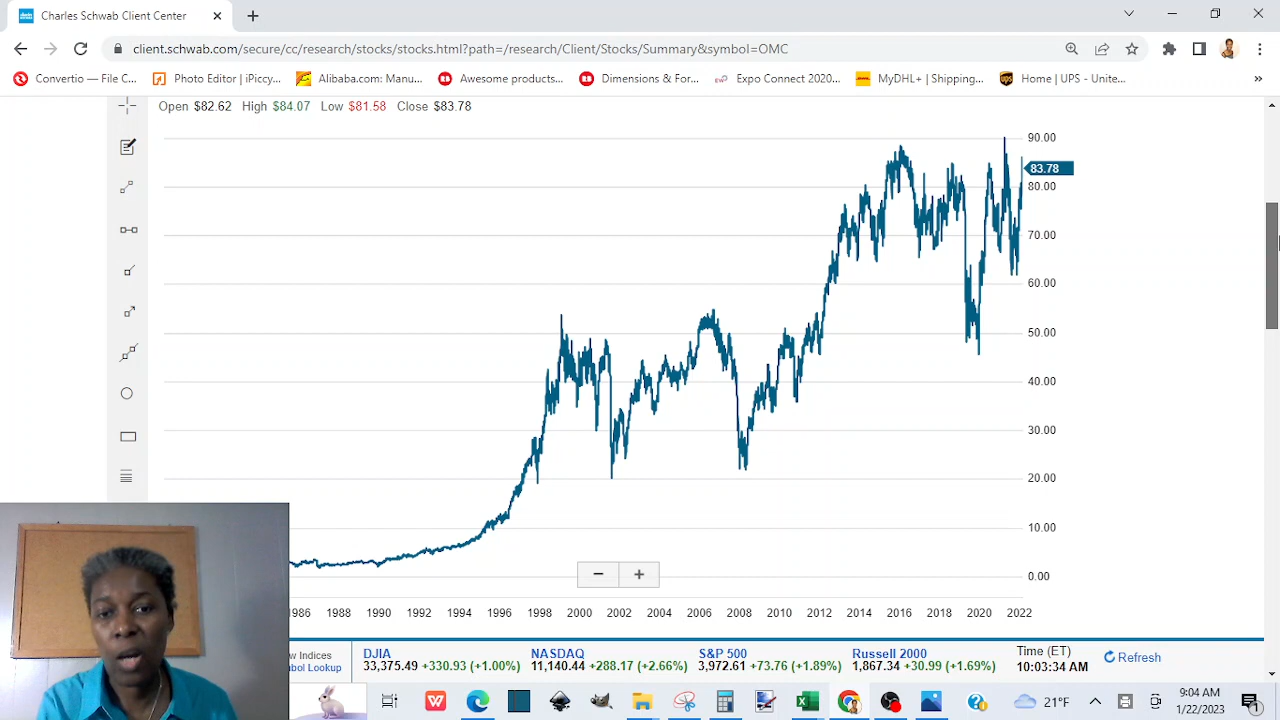 Charles Schwab Client Center
client.schwab.com/secure/cc/research/stocks/stocks.html?path=/research/Client/Stocks/Summary&symbol=OMC
Convertio — File C... Photo Editor | iPiccy... Alibaba.com: Manu... Awesome products... Dimensions & For... Expo Connect 2020... MyDHL+ | Shipping... Home | UPS - Unite... »
Open $82.62 High $84.07 Low $81.58 Close $83.78
90.00
83.78
80.00
70.00
60.00
50.00
40.00
30.00
20.00
10.00
0.00
− +
986 1988 1990 1992 1994 1996 1998 2000 2002 2004 2006 2008 2010 2012 2014 2016 2018 2020 2022
w Indices DJIA NASDAQ S&P 500 Russell 2000 Time (ET)
bol Lookup 33,375.49 +330.93 (+1.00%) 11,140.44 +288.17 (+2.66%) 3,972.61 +73.76 (+1.89%) 1,867.34 +30.99 (+1.69%) 10:03:34 AM Refresh
21°F
9:04 AM
1/22/2023
1